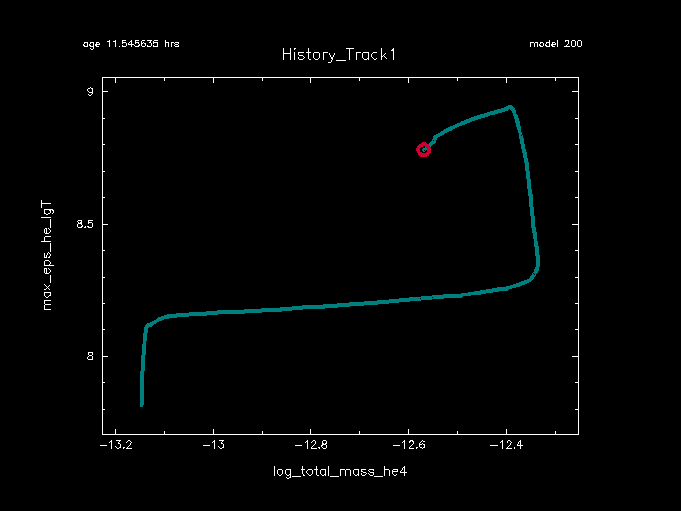 age 11.545635 hrs
model 200
History_Track1
9
8.5
8
max_eps_he_lgT
-13.2 -13 -12.8 -12.6 -12.4
log_total_mass_he4